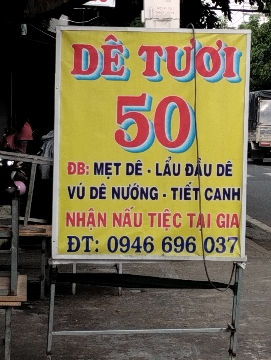 DÊ TƯƠI
50
ĐB: MẸT DÊ - LẨU ĐẦU DÊ
VÚ DÊ NƯỚNG - TIẾT CANH
NHẬN NẤU TIỆC TẠI GIA
ĐT: 0946 696 037